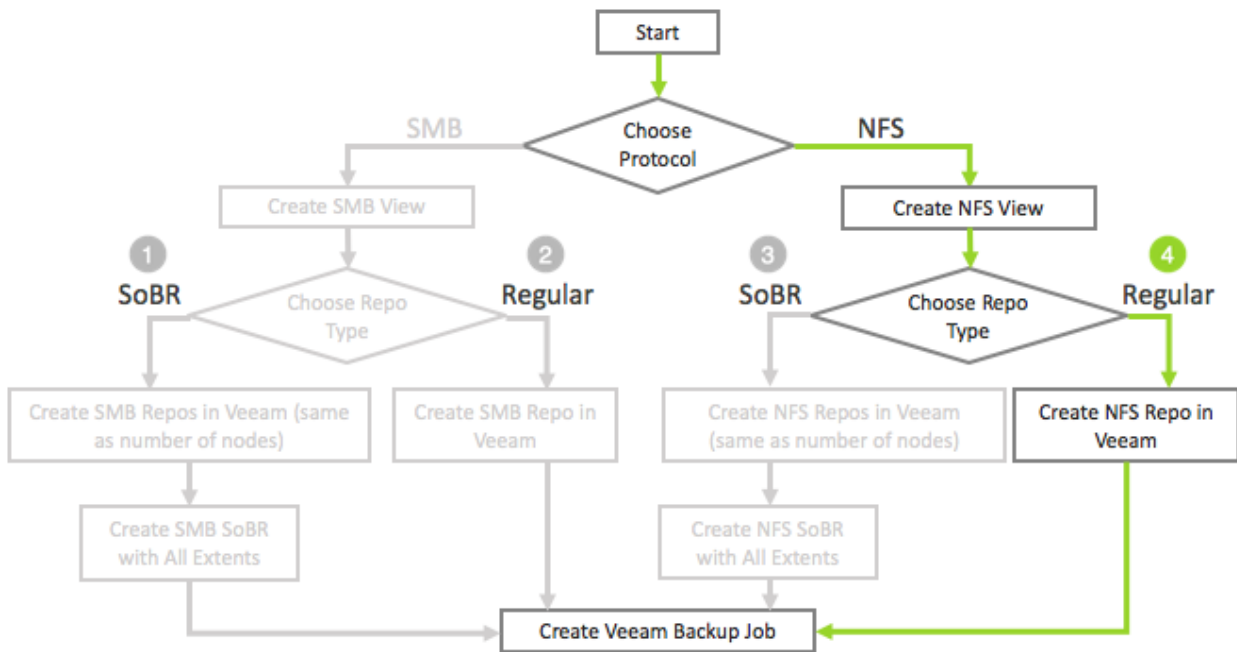 Start
SMB
Choose
Protocol
NFS
Create SMB View
Create NFS View
1
SoBR
2
Regular
3
SoBR
4
Regular
Choose Repo
Type
Choose Repo
Type
Create SMB Repos in Veeam (same
as number of nodes)
Create SMB Repo in
Veeam
Create NFS Repos in Veeam
(same as number of nodes)
Create NFS Repo in
Veeam
Create SMB SoBR
with All Extents
Create NFS SoBR
with All Extents
Create Veeam Backup Job